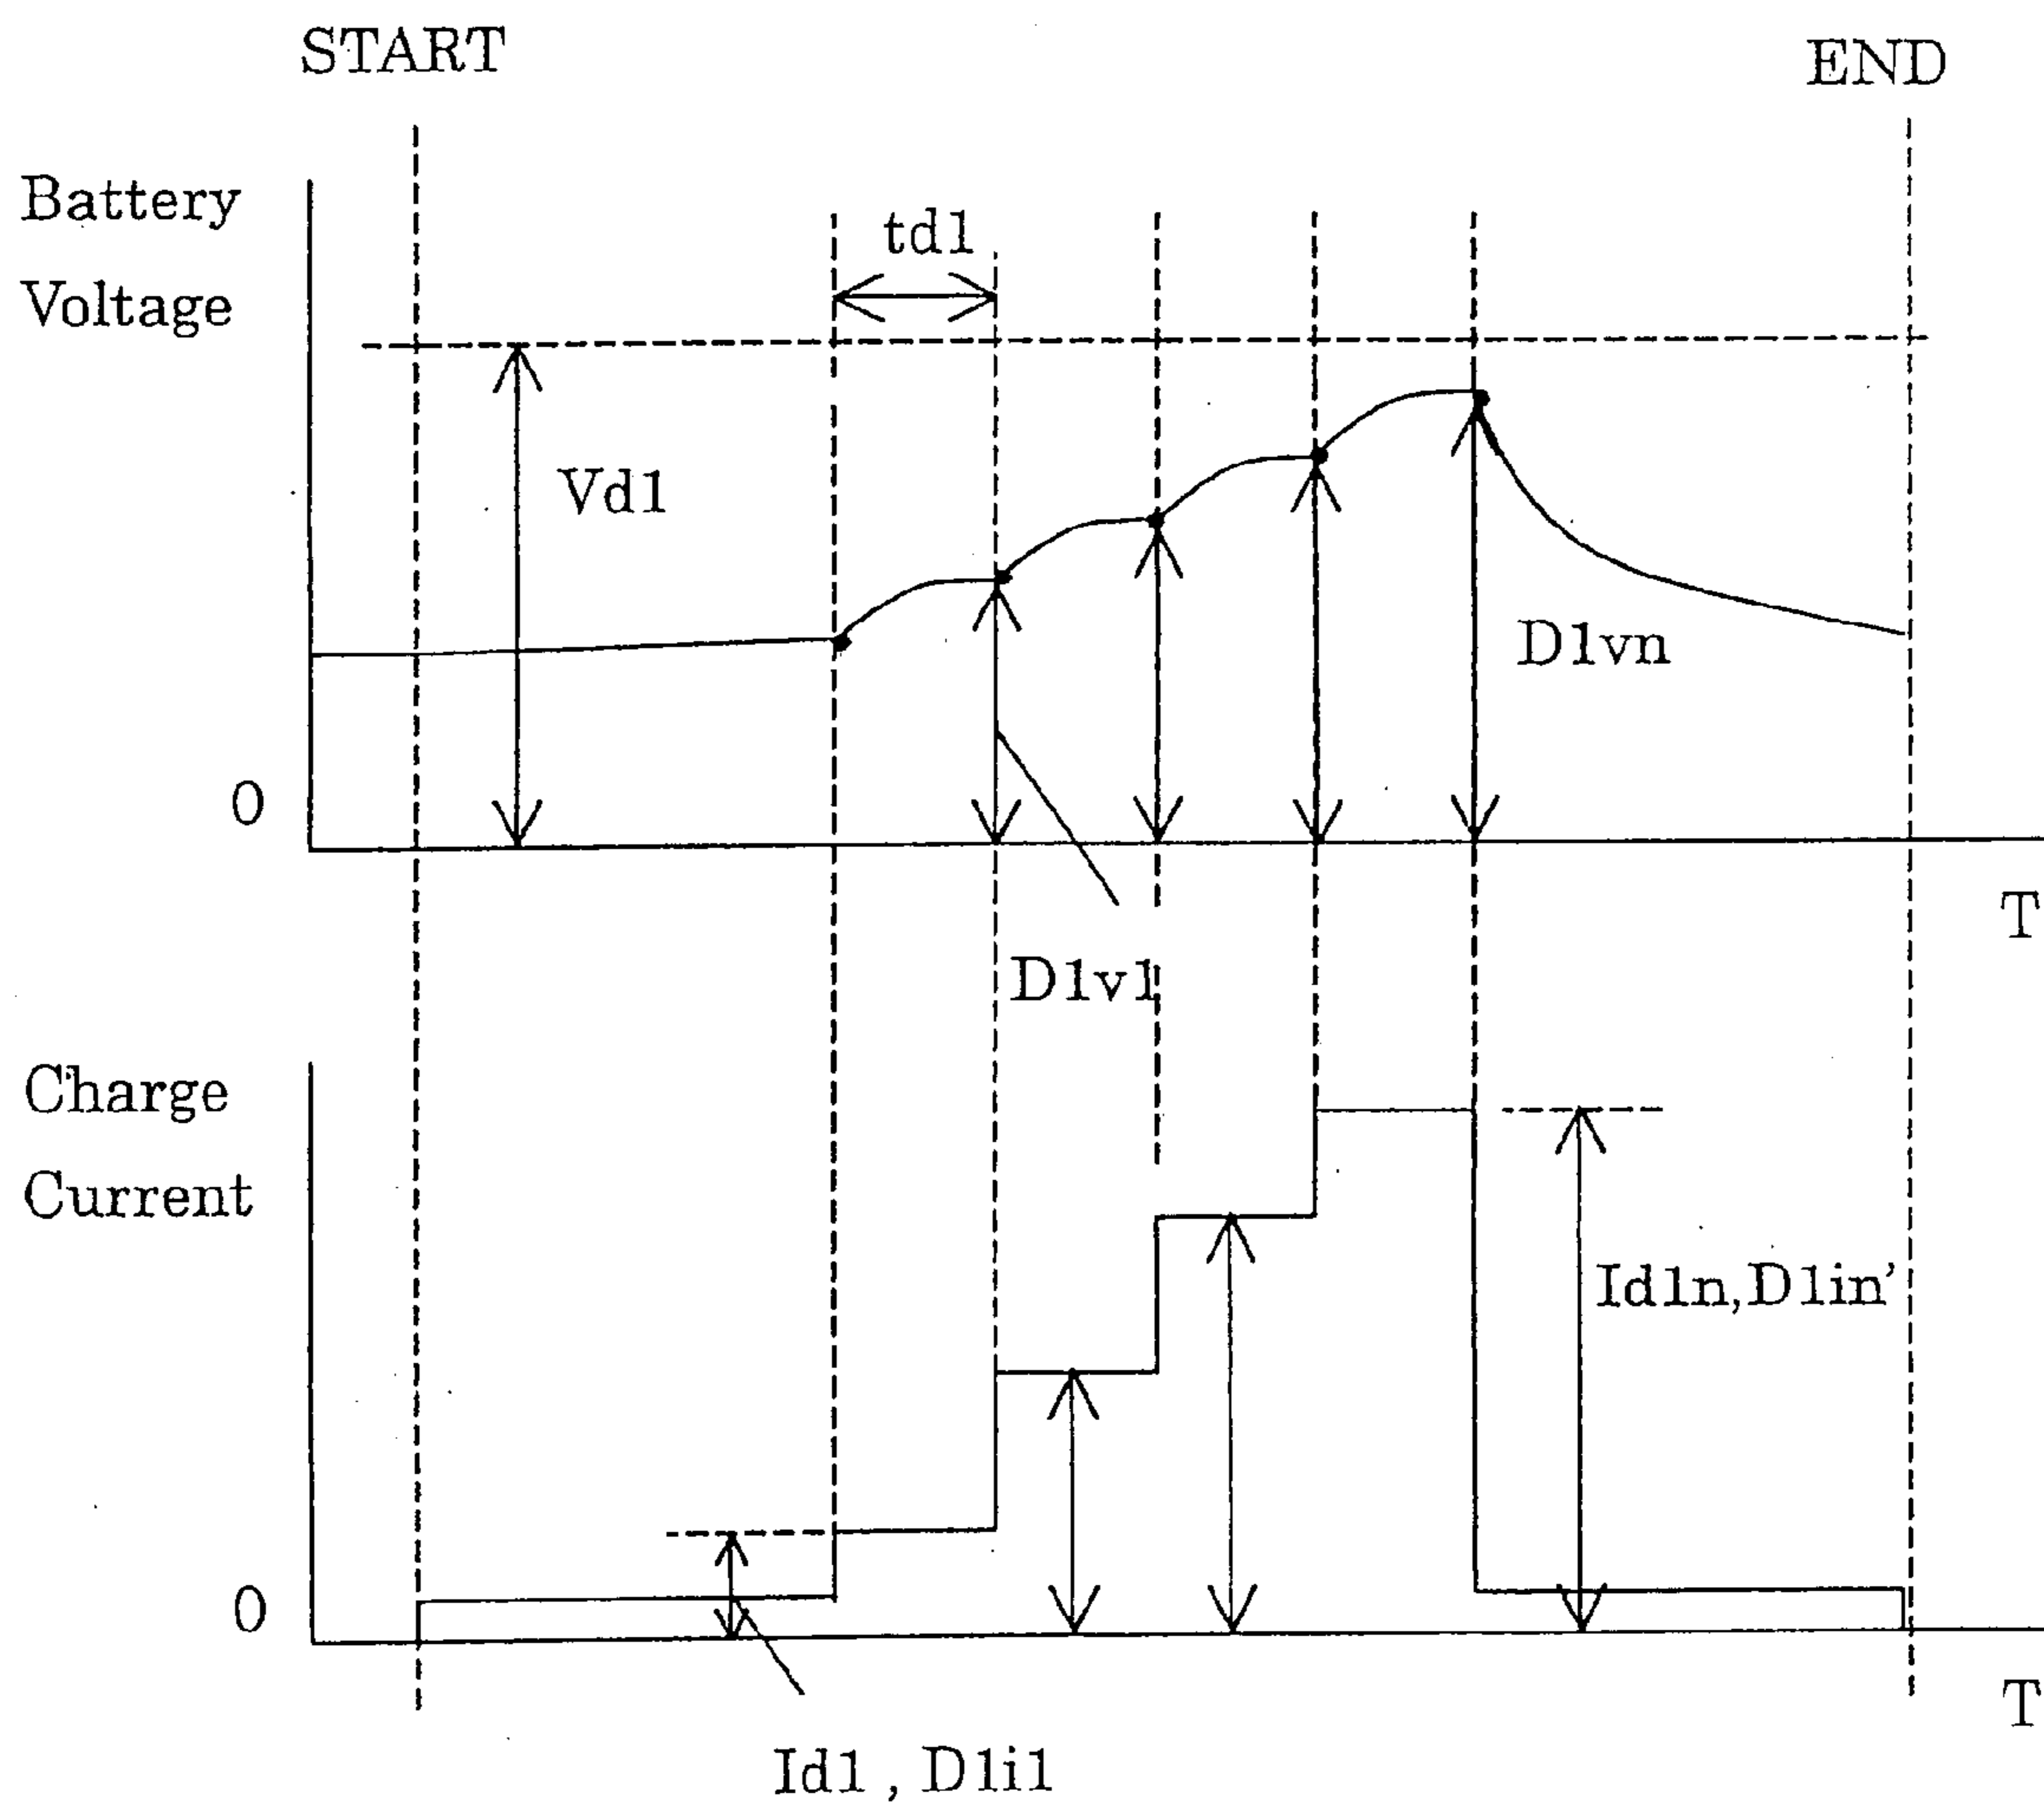 START
END
Battery
Voltage
td1
Vd1
D1vn
0
T
D1v1
Charge
Current
Id1n,D1in'
0
T
Id1 , D1i1